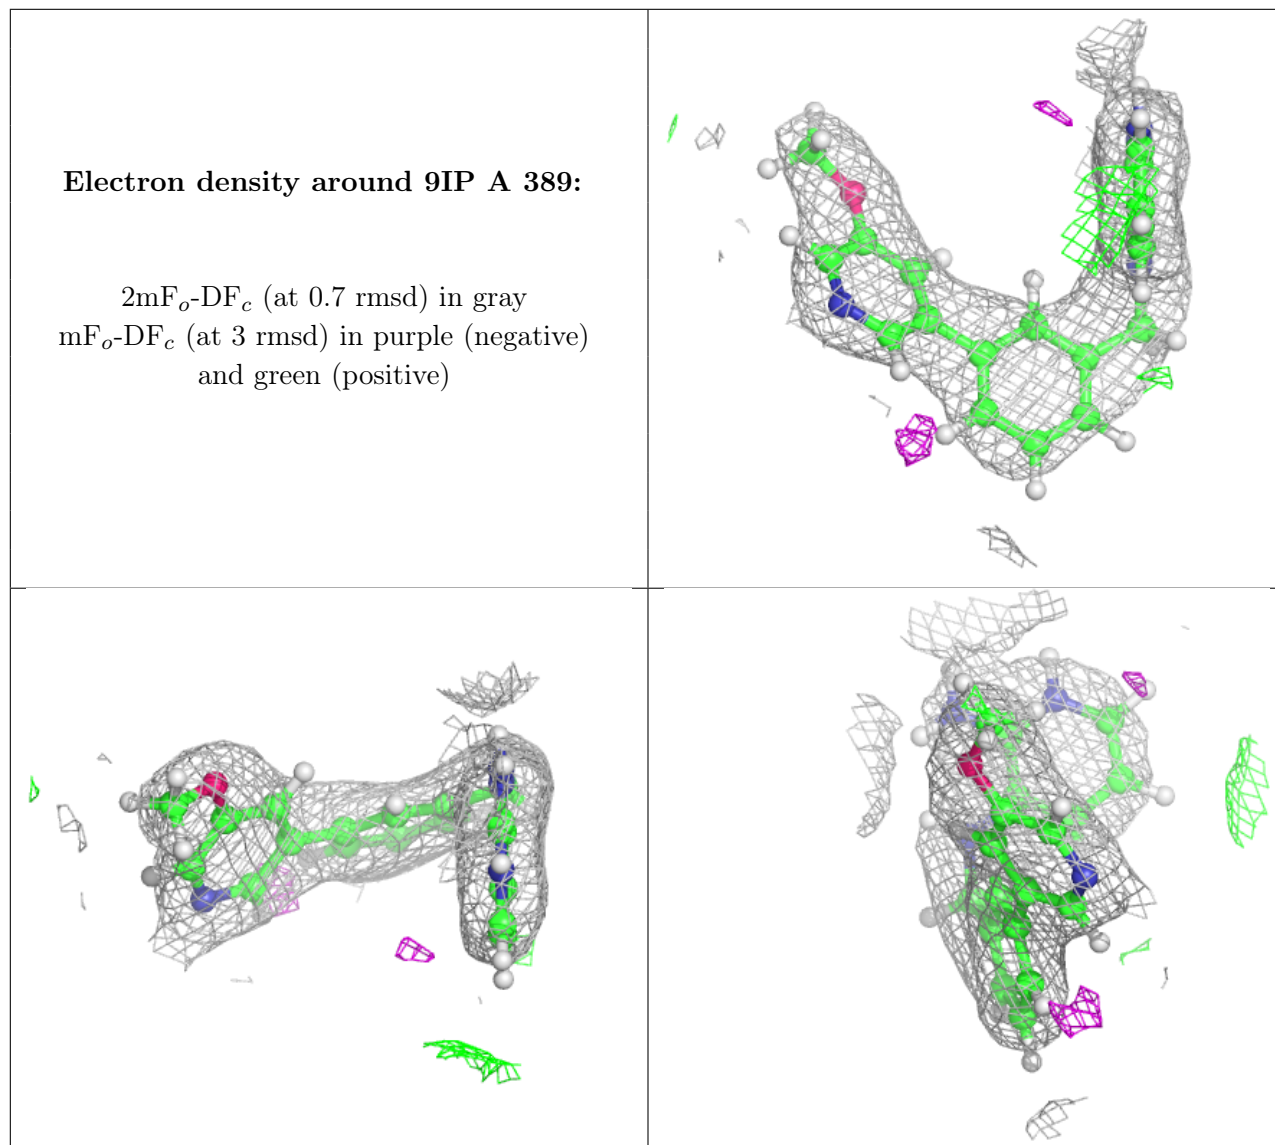 Electron density around 9IP A 389:
2mFo-DFc (at 0.7 rmsd) in gray
mFo-DFc (at 3 rmsd) in purple (negative)
and green (positive)